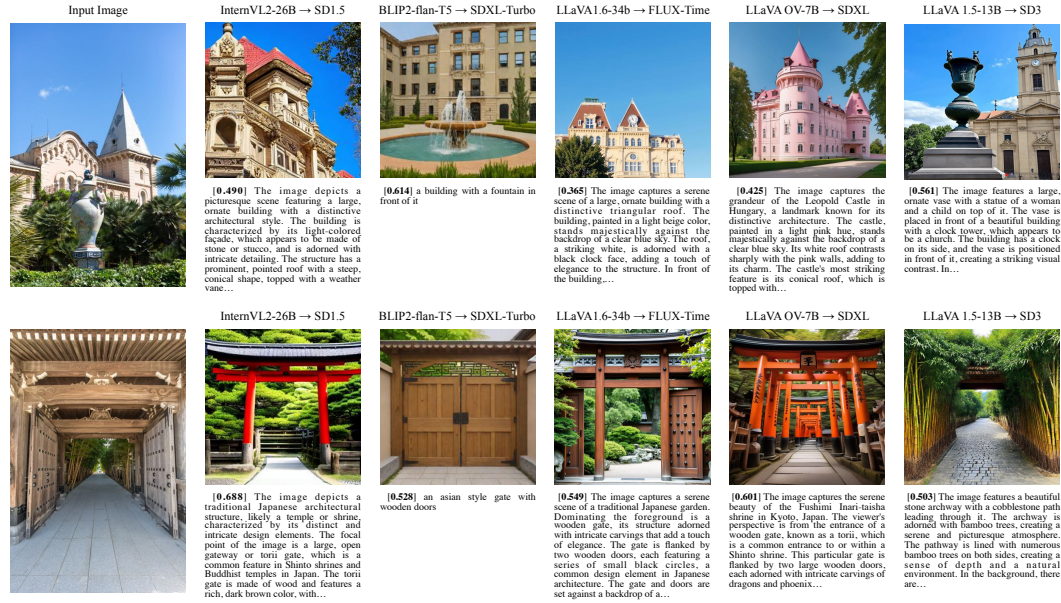 Input Image
InternVL2-26B → SD1.5
BLIP2-flan-T5 → SDXL-Turbo
LLaVA1.6-34b → FLUX-Time
LLaVA OV-7B → SDXL
LLaVA 1.5-13B → SD3
[0.490] The image depicts a
picturesque scene featuring a large,
ornate building with a distinctive
architectural style. The building is
characterized by its light-colored
façade, which appears to be made of
stone or stucco, and is adorned with
intricate detailing. The structure has a
prominent, pointed roof with a steep,
conical shape, topped with a weather
vane…
[0.614] a building with a fountain in
front of it
[0.365] The image captures a serene
scene of a large, ornate building with a
distinctive triangular roof. The
building, painted in a light beige color,
stands majestically against the
backdrop of a clear blue sky. The roof,
a striking white, is adorned with a
black clock face, adding a touch of
elegance to the structure. In front of
the building,…
[0.425] The image captures the
grandeur of the Leopold Castle in
Hungary, a landmark known for its
distinctive architecture. The castle,
painted in a light pink hue, stands
majestically against the backdrop of a
clear blue sky. Its white roof contrasts
sharply with the pink walls, adding to
its charm. The castle's most striking
feature is its conical roof, which is
topped with…
[0.561] The image features a large,
ornate vase with a statue of a woman
and a child on top of it. The vase is
placed in front of a beautiful building
with a clock tower, which appears to
be a church. The building has a clock
on its side, and the vase is positioned
in front of it, creating a striking visual
contrast. In…
InternVL2-26B → SD1.5
BLIP2-flan-T5 → SDXL-Turbo
LLaVA1.6-34b → FLUX-Time
LLaVA OV-7B → SDXL
LLaVA 1.5-13B → SD3
[0.688] The image depicts a
traditional Japanese architectural
structure, likely a temple or shrine,
characterized by its distinct and
intricate design elements. The focal
point of the image is a large, open
gateway or torii gate, which is a
common feature in Shinto shrines and
Buddhist temples in Japan. The torii
gate is made of wood and features a
rich, dark brown color, with…
[0.528] an asian style gate with
wooden doors
[0.549] The image captures a serene
scene of a traditional Japanese garden.
Dominating the foreground is a
wooden gate, its structure adorned
with intricate carvings that add a touch
of elegance. The gate is flanked by
two wooden doors, each featuring a
series of small black circles, a
common design element in Japanese
architecture. The gate and doors are
set against a backdrop of a…
[0.601] The image captures the serene
beauty of the Fushimi Inari-taisha
shrine in Kyoto, Japan. The viewer's
perspective is from the entrance of a
wooden gate, known as a torii, which
is a common entrance to or within a
Shinto shrine. This particular gate is
flanked by two large wooden doors,
each adorned with intricate carvings of
dragons and phoenix…
[0.503] The image features a beautiful
stone archway with a cobblestone path
leading through it. The archway is
adorned with bamboo trees, creating a
serene and picturesque atmosphere.
The pathway is lined with numerous
bamboo trees on both sides, creating a
sense of depth and a natural
environment. In the background, there
are…